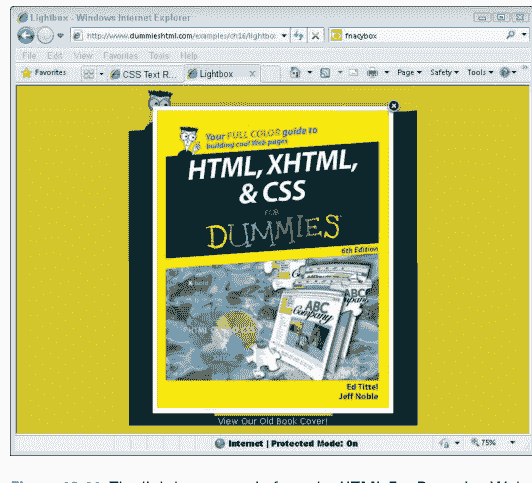 Lightbox - Windows Internet Explorer
http://www.dummieshtml.com/examples/ch16/lightbox
fnacybox
File Edit View Favorites Tools Help
Favorites
CSS Text R...
Lightbox
Page
Safety
Tools
Your FULL COLOR guide to
building cool Web pages
HTML, XHTML,
& CSS
FOR
DUMMIES
6th Edition
ABC
Company
ABC
Company
Ed Tittel
Jeff Noble
View Our Old Book Cover!
Internet | Protected Mode: On
75%